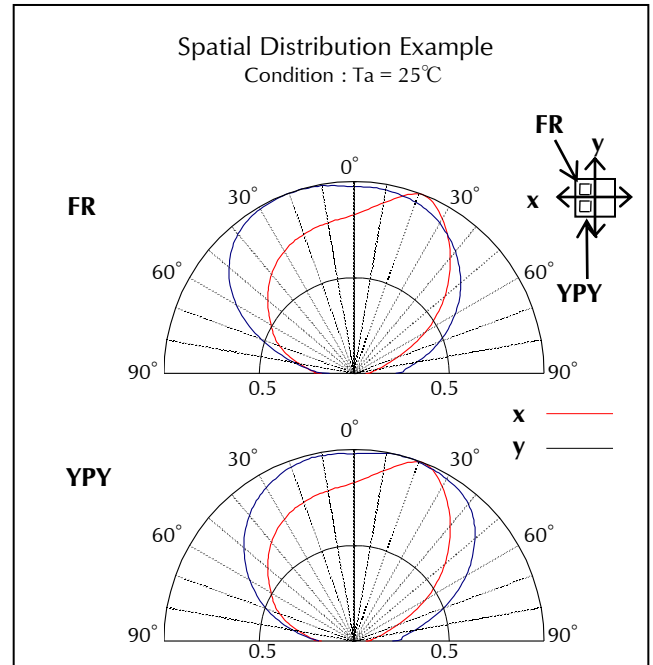 Spatial Distribution Example
Condition : Ta = 25℃
FR
y
x
YPY
FR
0°
30° 30°
60° 60°
90° 90°
0.5 0.5
x
y
YPY
0°
30° 30°
60° 60°
90° 90°
0.5 0.5